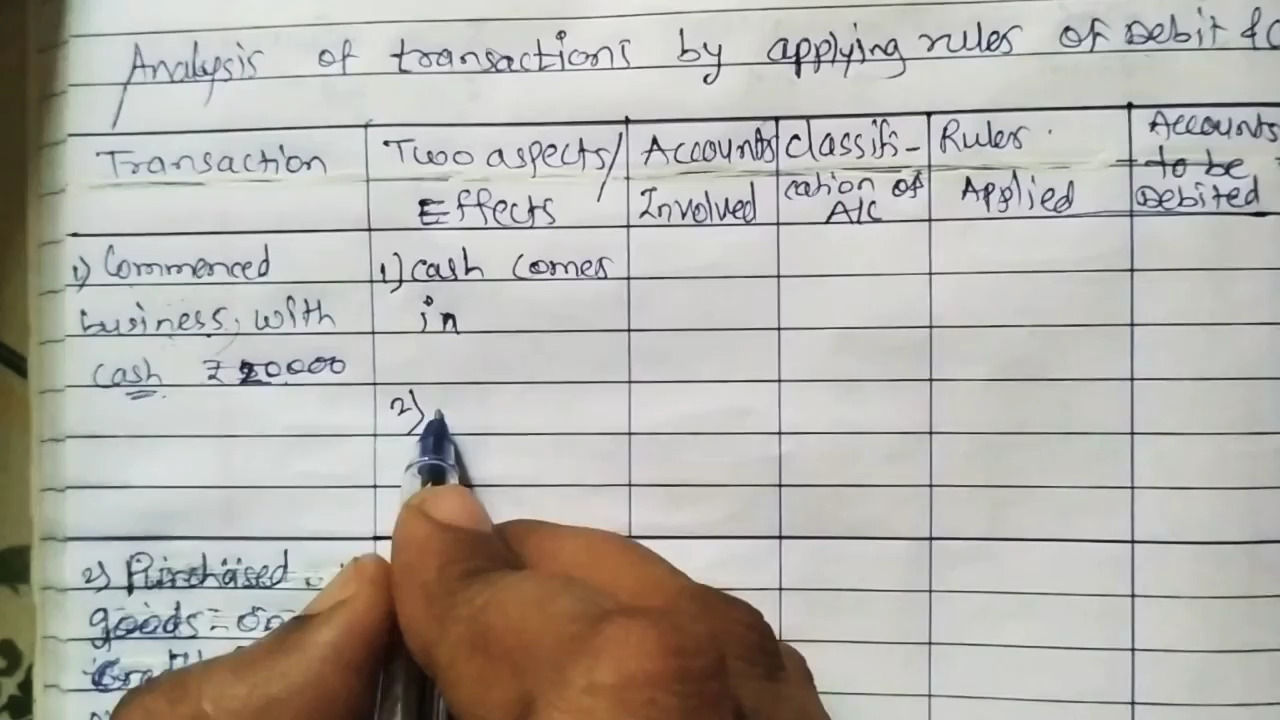 Analysis of transactions by applying rules of Debit &
Transaction
Two aspects/
Effects
Accounts
Involved
Classifi-
cation of
A/C
Rules
Applied
Accounts
to be
Debited
1) Commenced
business, with
cash ₹ 20000
1) cash comes
in
2)
2) Purchased
goods